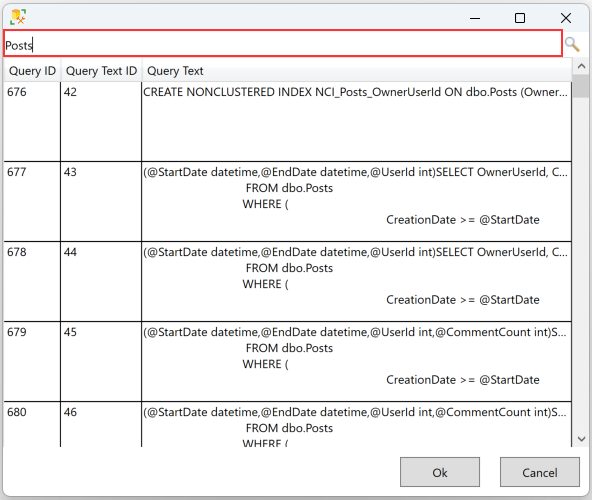 Posts
Query ID Query Text ID Query Text
676 42 CREATE NONCLUSTERED INDEX NCI_Posts_OwnerUserId ON dbo.Posts (Owner...
677 43 (@StartDate datetime,@EndDate datetime,@UserId int)SELECT OwnerUserId, C...
FROM dbo.Posts
WHERE (
CreationDate >= @StartDate
678 44 (@StartDate datetime,@EndDate datetime,@UserId int)SELECT OwnerUserId, C...
FROM dbo.Posts
WHERE (
CreationDate >= @StartDate
679 45 (@StartDate datetime,@EndDate datetime,@UserId int,@CommentCount int)S...
FROM dbo.Posts
WHERE (
CreationDate >= @StartDate
680 46 (@StartDate datetime,@EndDate datetime,@UserId int,@CommentCount int)S...
FROM dbo.Posts
WHERE (
Ok Cancel